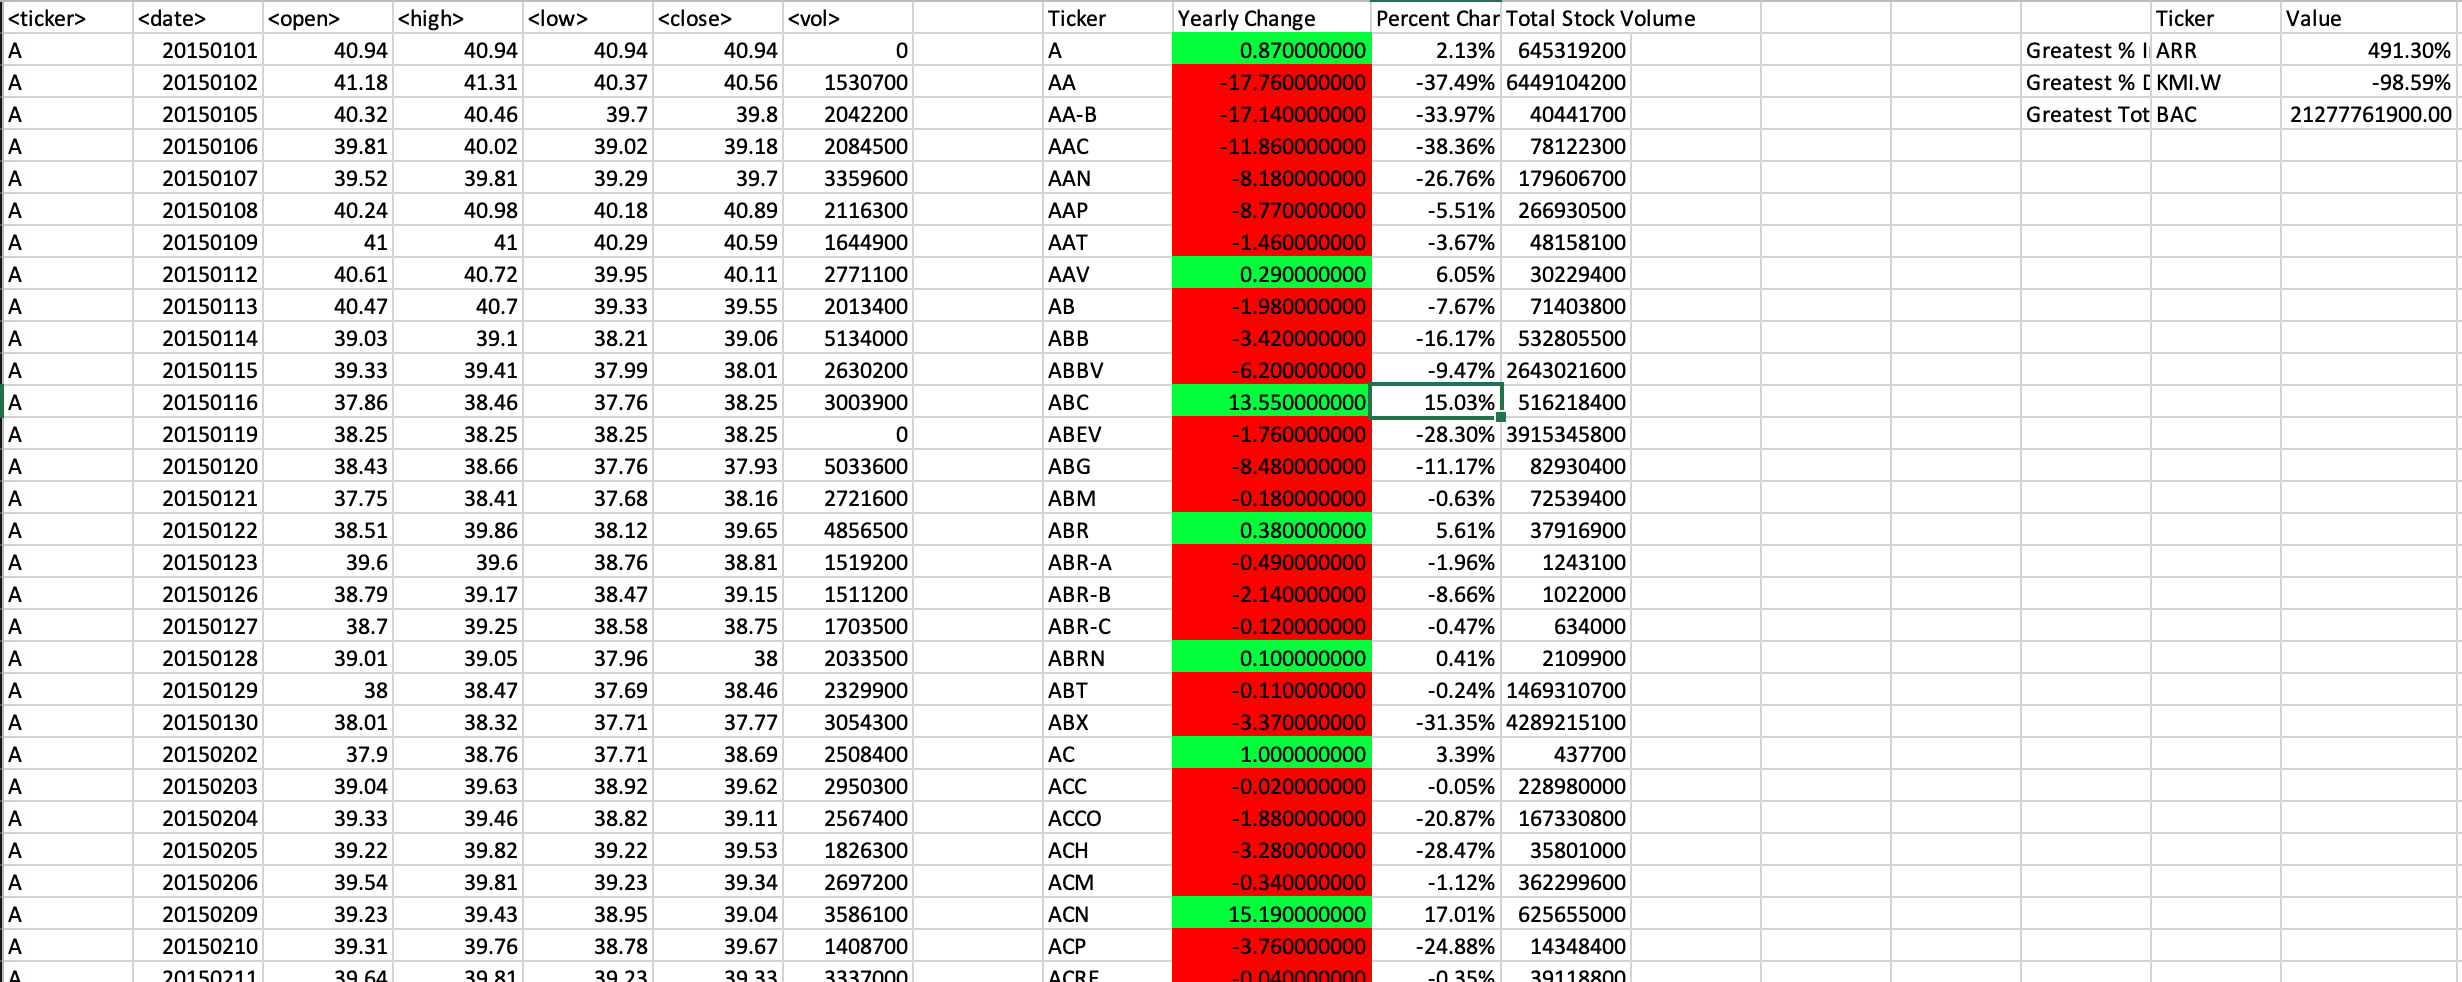 <ticker> <date> <open> <high> <low> <close> <vol> Ticker Yearly Change Percent Char Total Stock Volume Ticker Value
A 20150101 40.94 40.94 40.94 40.94 0 A 0.870000000 2.13% 645319200 Greatest % I ARR 491.30%
A 20150102 41.18 41.31 40.37 40.56 1530700 AA -17.760000000 -37.49% 6449104200 Greatest % D KMI.W -98.59%
A 20150105 40.32 40.46 39.7 39.8 2042200 AA-B -17.140000000 -33.97% 40441700 Greatest Tot BAC 21277761900.00
A 20150106 39.81 40.02 39.02 39.18 2084500 AAC -11.860000000 -38.36% 78122300
A 20150107 39.52 39.81 39.29 39.7 3359600 AAN -8.180000000 -26.76% 179606700
A 20150108 40.24 40.98 40.18 40.89 2116300 AAP -8.770000000 -5.51% 266930500
A 20150109 41 41 40.29 40.59 1644900 AAT -1.460000000 -3.67% 48158100
A 20150112 40.61 40.72 39.95 40.11 2771100 AAV 0.290000000 6.05% 30229400
A 20150113 40.47 40.7 39.33 39.55 2013400 AB -1.980000000 -7.67% 71403800
A 20150114 39.03 39.1 38.21 39.06 5134000 ABB -3.420000000 -16.17% 532805500
A 20150115 39.33 39.41 37.99 38.01 2630200 ABBV -6.200000000 -9.47% 2643021600
A 20150116 37.86 38.46 37.76 38.25 3003900 ABC 13.550000000 15.03% 516218400
A 20150119 38.25 38.25 38.25 38.25 0 ABEV -1.760000000 -28.30% 3915345800
A 20150120 38.43 38.66 37.76 37.93 5033600 ABG -8.480000000 -11.17% 82930400
A 20150121 37.75 38.41 37.68 38.16 2721600 ABM -0.180000000 -0.63% 72539400
A 20150122 38.51 39.86 38.12 39.65 4856500 ABR 0.380000000 5.61% 37916900
A 20150123 39.6 39.6 38.76 38.81 1519200 ABR-A -0.490000000 -1.96% 1243100
A 20150126 38.79 39.17 38.47 39.15 1511200 ABR-B -2.140000000 -8.66% 1022000
A 20150127 38.7 39.25 38.58 38.75 1703500 ABR-C -0.120000000 -0.47% 634000
A 20150128 39.01 39.05 37.96 38 2033500 ABRN 0.100000000 0.41% 2109900
A 20150129 38 38.47 37.69 38.46 2329900 ABT -0.110000000 -0.24% 1469310700
A 20150130 38.01 38.32 37.71 37.77 3054300 ABX -3.370000000 -31.35% 4289215100
A 20150202 37.9 38.76 37.71 38.69 2508400 AC 1.000000000 3.39% 437700
A 20150203 39.04 39.63 38.92 39.62 2950300 ACC -0.020000000 -0.05% 228980000
A 20150204 39.33 39.46 38.82 39.11 2567400 ACCO -1.880000000 -20.87% 167330800
A 20150205 39.22 39.82 39.22 39.53 1826300 ACH -3.280000000 -28.47% 35801000
A 20150206 39.54 39.81 39.23 39.34 2697200 ACM -0.340000000 -1.12% 362299600
A 20150209 39.23 39.43 38.95 39.04 3586100 ACN 15.190000000 17.01% 625655000
A 20150210 39.31 39.76 38.78 39.67 1408700 ACP -3.760000000 -24.88% 14348400
A 20150211 39.64 39.81 39.23 39.33 3337000 ACRE -0.040000000 -0.35% 39118800